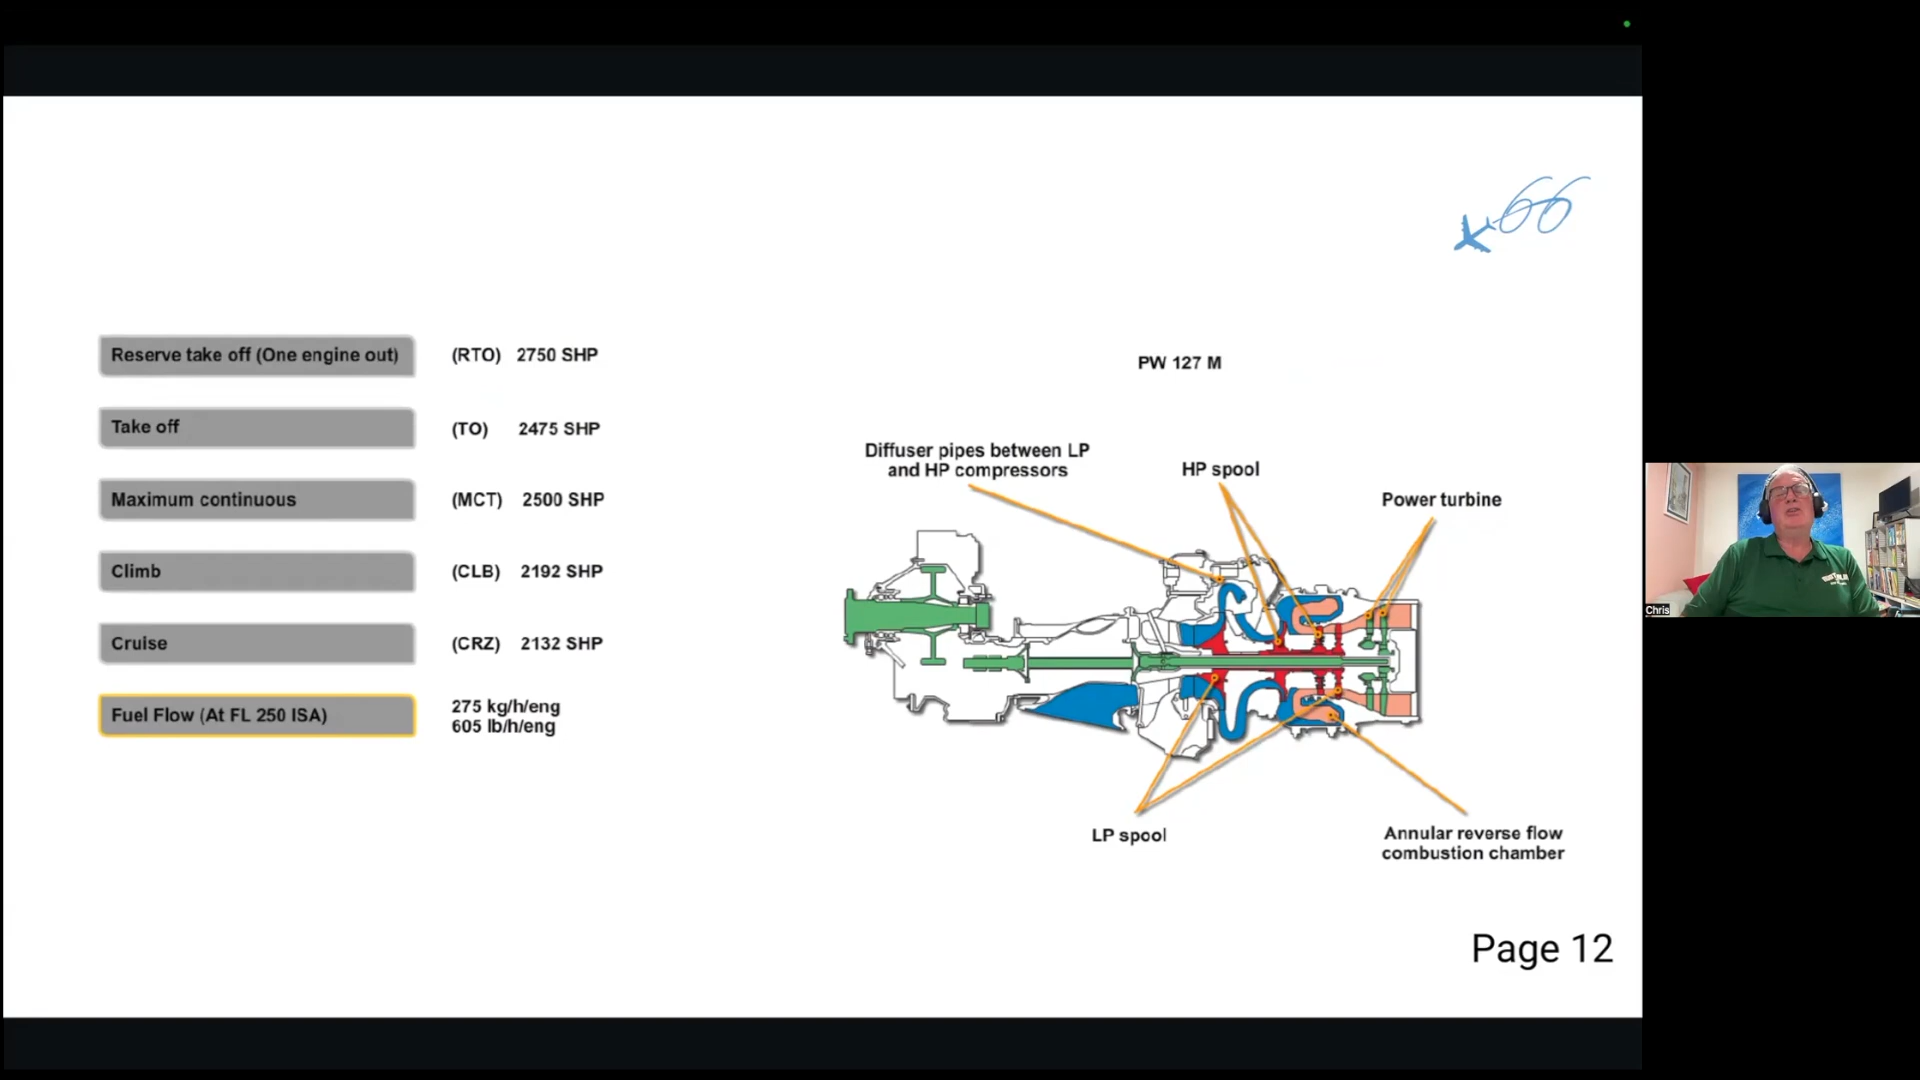 66
Reserve take off (One engine out) (RTO) 2750 SHP
Take off (TO) 2475 SHP
Maximum continuous (MCT) 2500 SHP
Climb (CLB) 2192 SHP
Cruise (CRZ) 2132 SHP
Fuel Flow (At FL 250 ISA) 275 kg/h/eng
605 lb/h/eng
PW 127 M
Diffuser pipes between LP
and HP compressors
HP spool
Power turbine
LP spool
Annular reverse flow
combustion chamber
Page 12
Chris